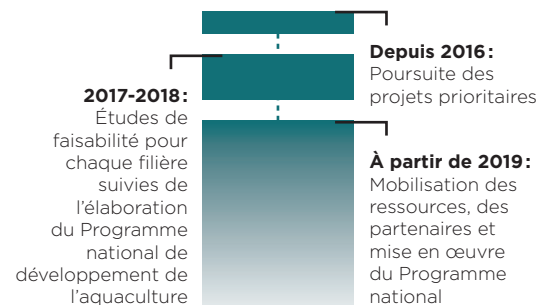 Depuis 2016 :
Poursuite des
projets prioritaires
2017-2018 :
Études de
faisabilité pour
chaque filière
suivies de
l’élaboration
du Programme
national de
développement de
l’aquaculture
À partir de 2019 :
Mobilisation des
ressources, des
partenaires et
mise en œuvre
du Programme
national